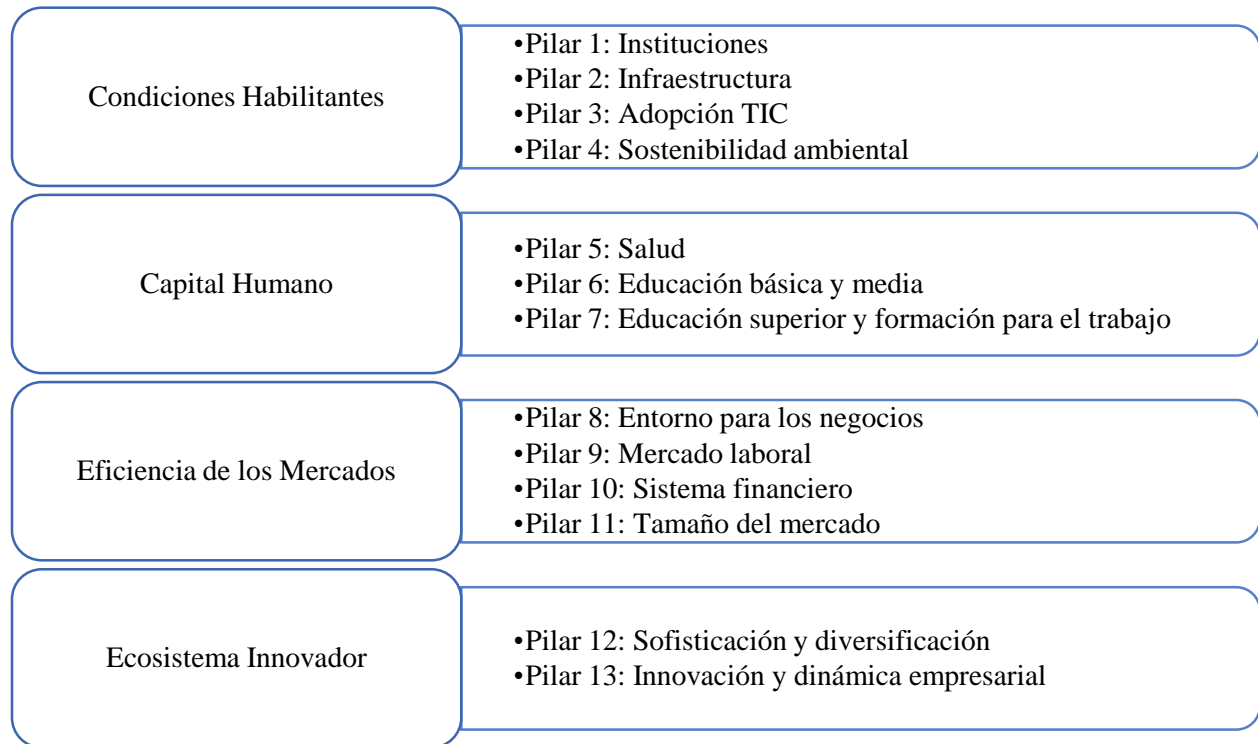 Condiciones Habilitantes
•Pilar 1: Instituciones
•Pilar 2: Infraestructura
•Pilar 3: Adopción TIC
•Pilar 4: Sostenibilidad ambiental
Capital Humano
•Pilar 5: Salud
•Pilar 6: Educación básica y media
•Pilar 7: Educación superior y formación para el trabajo
Eficiencia de los Mercados
•Pilar 8: Entorno para los negocios
•Pilar 9: Mercado laboral
•Pilar 10: Sistema financiero
•Pilar 11: Tamaño del mercado
Ecosistema Innovador
•Pilar 12: Sofisticación y diversificación
•Pilar 13: Innovación y dinámica empresarial